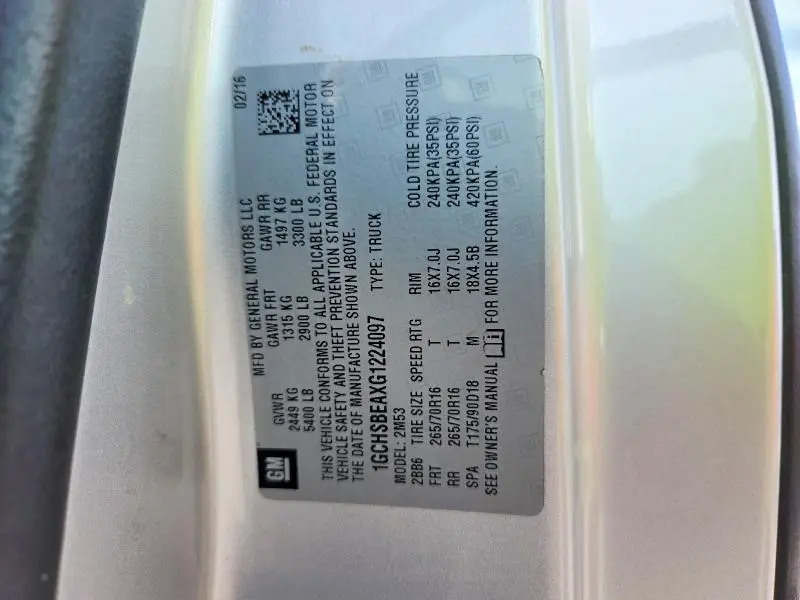 GM
MFD BY GENERAL MOTORS LLC 02/16
GVWR GAWR FRT GAWR RR
2449 KG 1315 KG 1497 KG
5400 LB 2900 LB 3300 LB
THIS VEHICLE CONFORMS TO ALL APPLICABLE U.S. FEDERAL MOTOR
VEHICLE SAFETY AND THEFT PREVENTION STANDARDS IN EFFECT ON
THE DATE OF MANUFACTURE SHOWN ABOVE.
1GCHSBEAXG1224097 TYPE: TRUCK
MODEL: 2M53
2BB6 TIRE SIZE SPEED RTG RIM COLD TIRE PRESSURE
FRT 265/70R16 T 16X7.0J 240KPA(35PSI)
RR 265/70R16 T 16X7.0J 240KPA(35PSI)
SPA T175/90D18 M 18X4.5B 420KPA(60PSI)
SEE OWNER'S MANUAL FOR MORE INFORMATION.